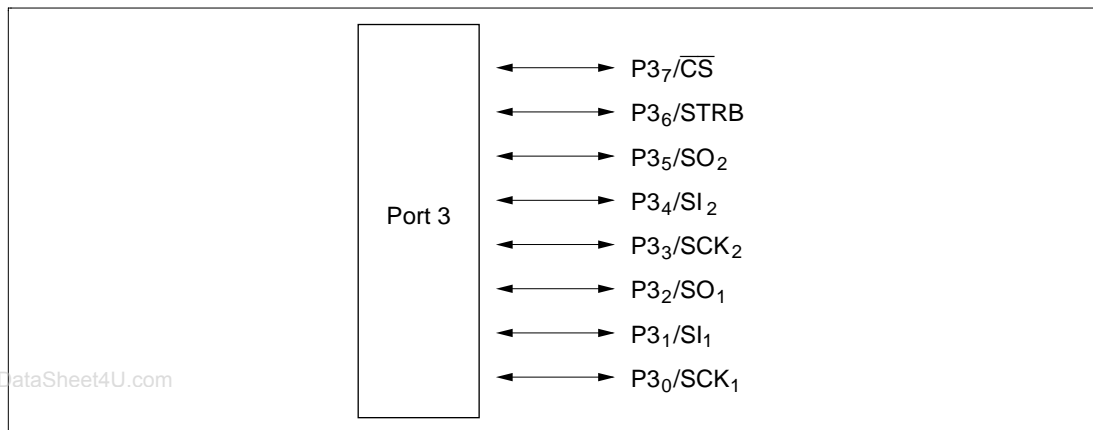 P3₇/C̅S̅
P3₆/STRB
P3₅/SO₂
P3₄/SI₂
Port 3
P3₃/SCK₂
P3₂/SO₁
P3₁/SI₁
P3₀/SCK₁
DataSheet4U.com